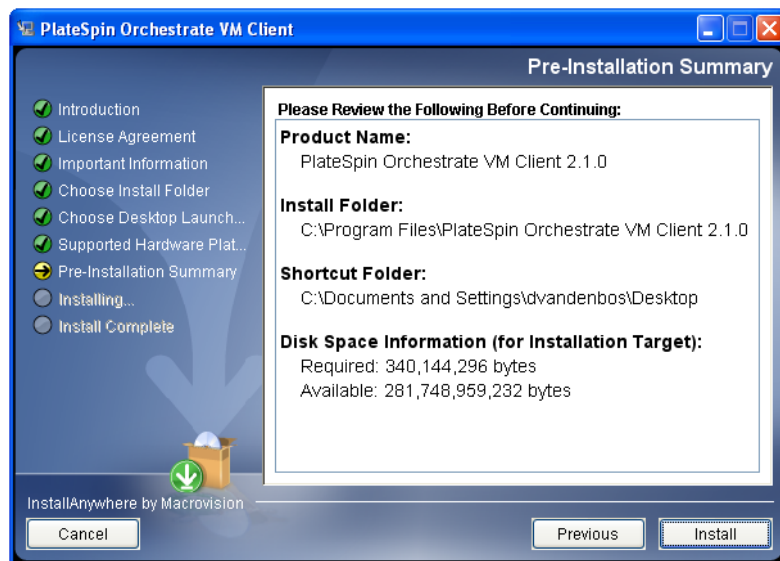 PlateSpin Orchestrate VM Client
Pre-Installation Summary
Introduction
License Agreement
Important Information
Choose Install Folder
Choose Desktop Launch...
Supported Hardware Plat...
Pre-Installation Summary
Installing...
Install Complete
Please Review the Following Before Continuing:
Product Name:
PlateSpin Orchestrate VM Client 2.1.0
Install Folder:
C:\Program Files\PlateSpin Orchestrate VM Client 2.1.0
Shortcut Folder:
C:\Documents and Settings\dvandenbos\Desktop
Disk Space Information (for Installation Target):
Required: 340,144,296 bytes
Available: 281,748,959,232 bytes
InstallAnywhere by Macrovision
Cancel
Previous
Install